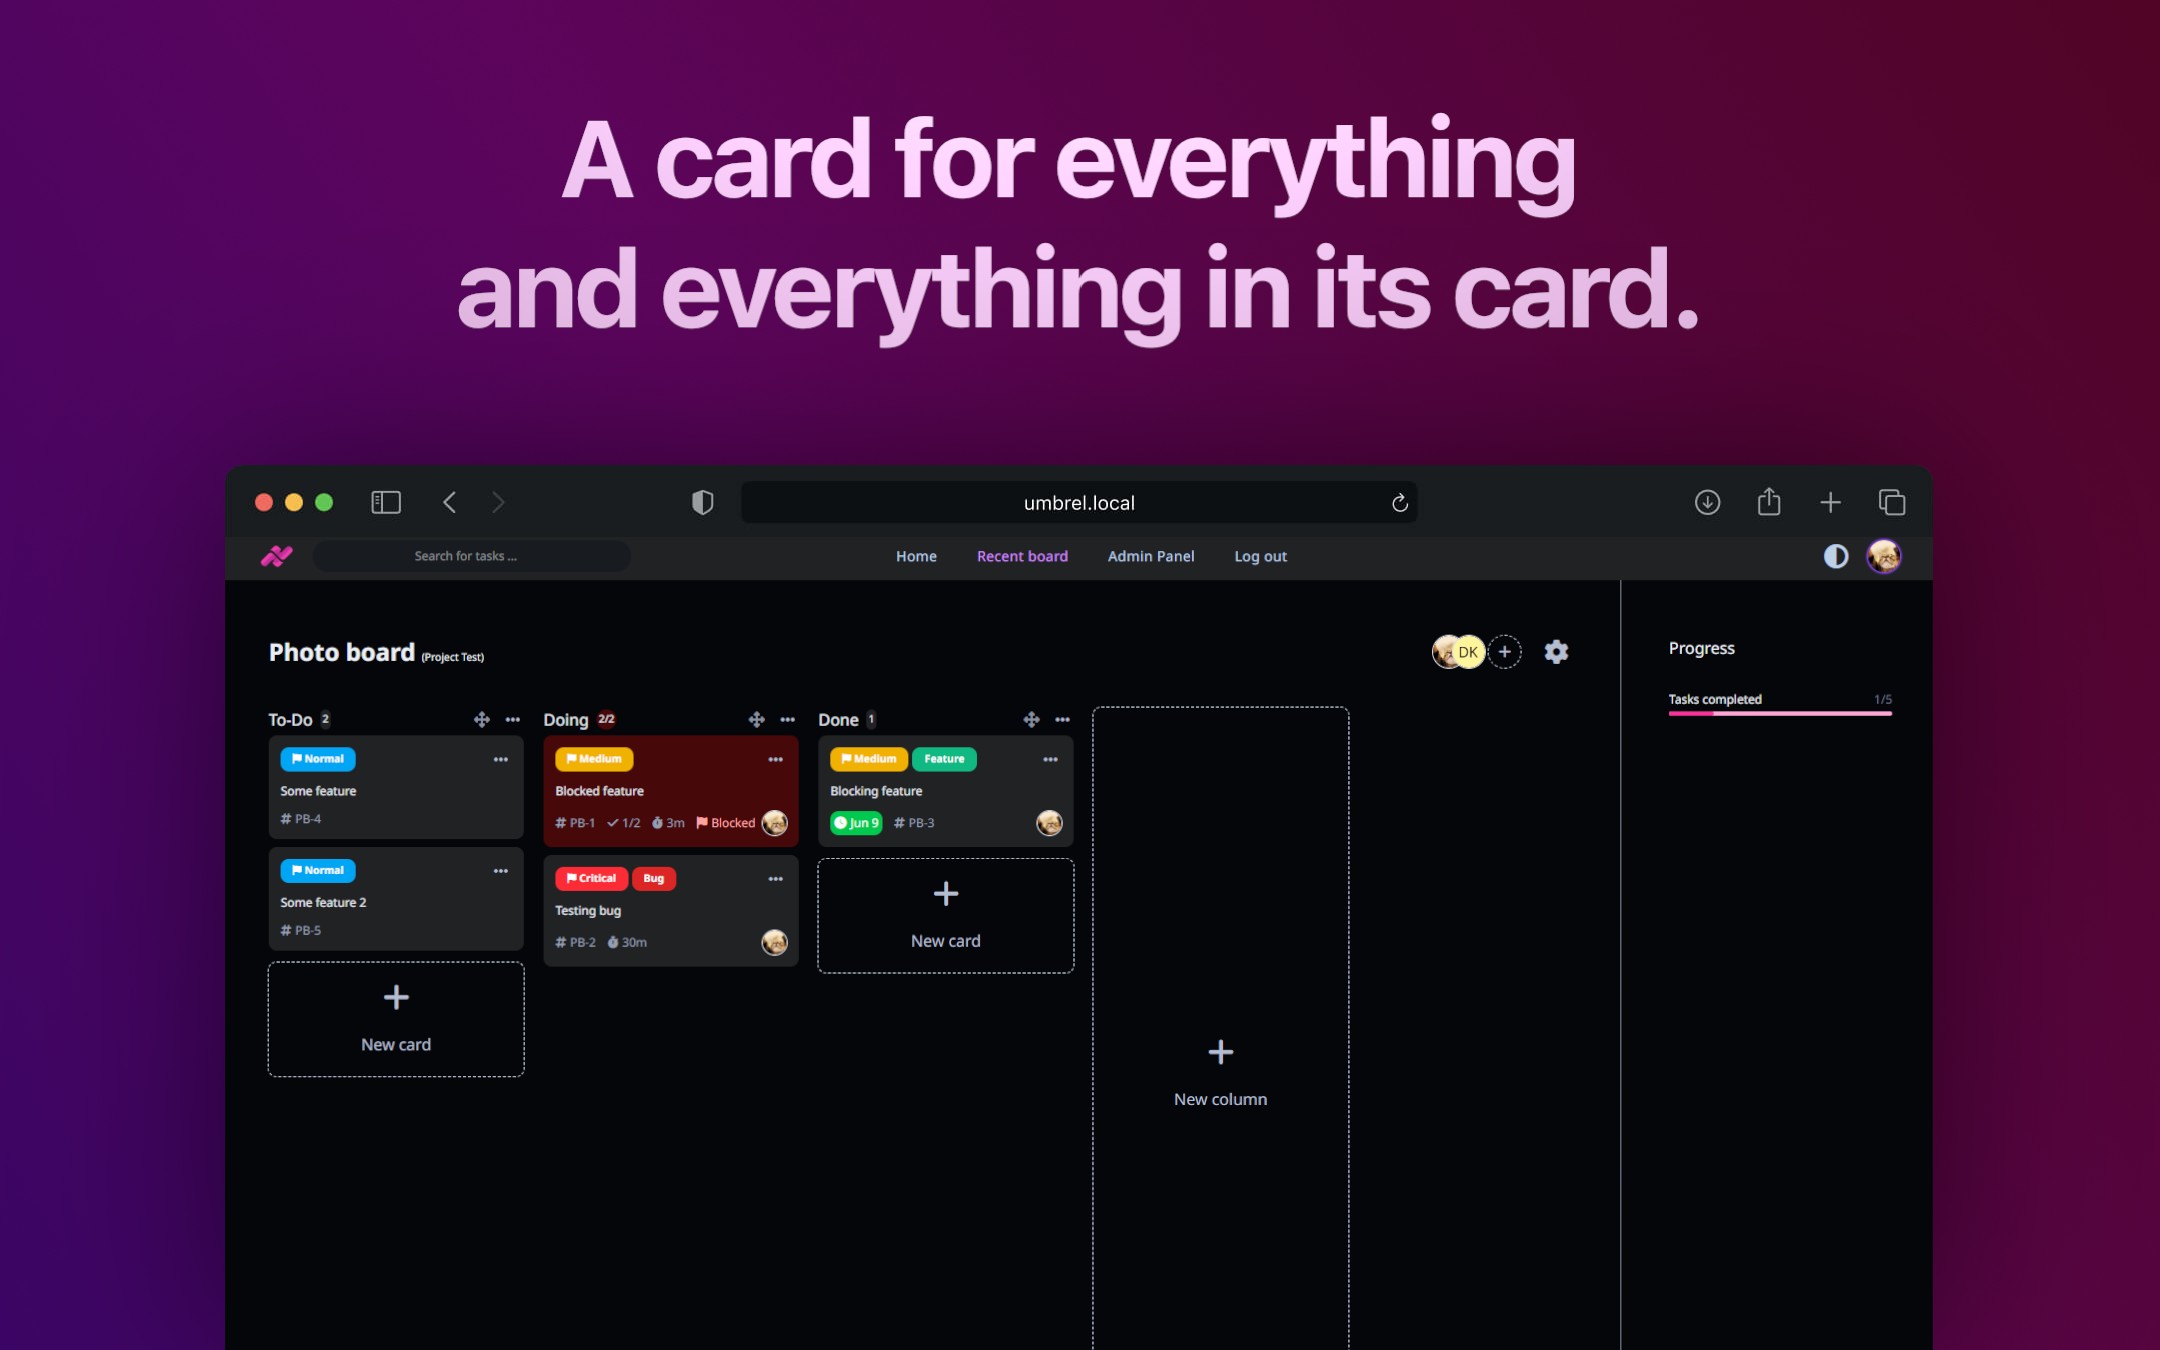 A card for everything
and everything in its card.
umbrel.local
Search for tasks ...
Home
Recent board
Admin Panel
Log out
Photo board (Project Test)
DK
Progress
Tasks completed 1/5
To-Do 2
Normal
Some feature
# PB-4
Normal
Some feature 2
# PB-5
New card
Doing 2/2
Medium
Blocked feature
# PB-1 1/2 3m Blocked
Critical Bug
Testing bug
# PB-2 30m
Done 1
Medium Feature
Blocking feature
Jun 9 # PB-3
New card
New column